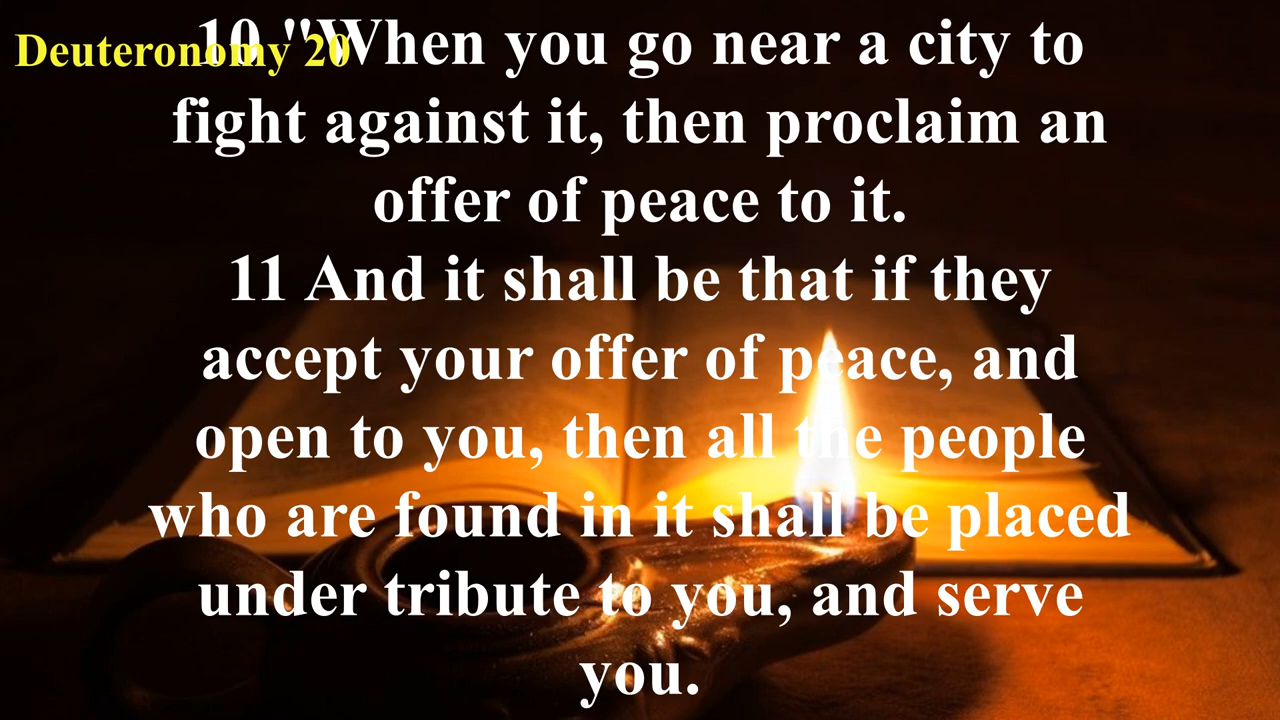 Deuteronomy 20
10 "When you go near a city to
fight against it, then proclaim an
offer of peace to it.
11 And it shall be that if they
accept your offer of peace, and
open to you, then all the people
who are found in it shall be placed
under tribute to you, and serve
you.